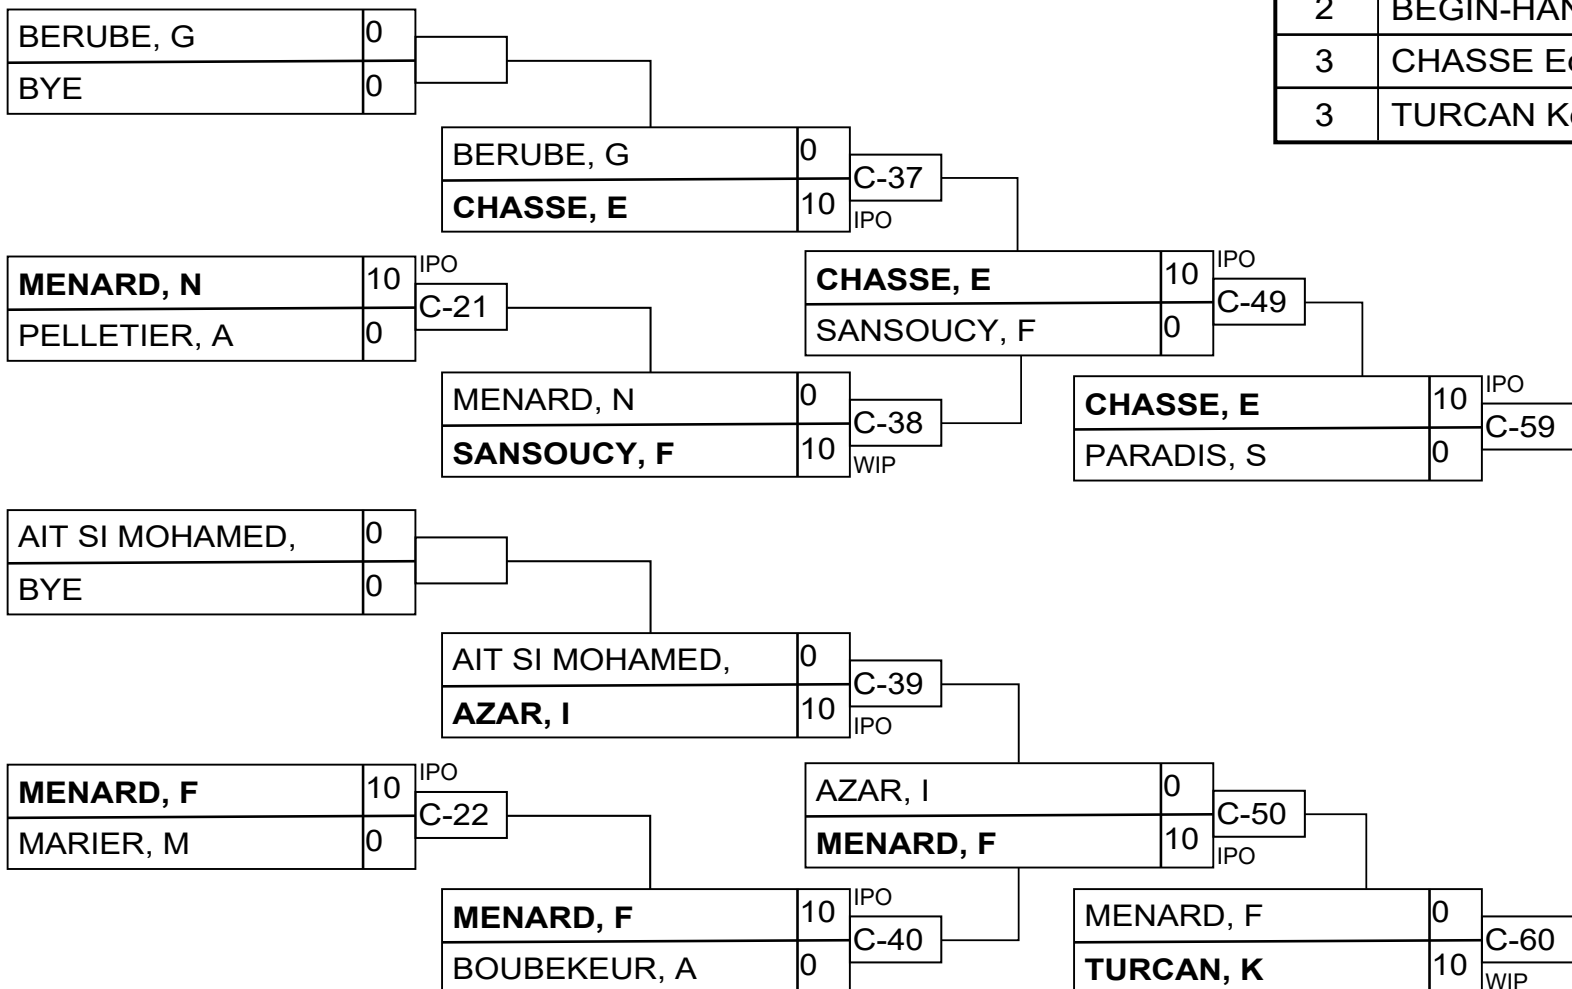 2 BEGIN-HAN
3 CHASSE E
3 TURCAN K
BERUBE, G 0
BYE 0
BERUBE, G 0
C-37
CHASSE, E 10
IPO
MENARD, N 10 IPO
C-21
PELLETIER, A 0
CHASSE, E 10 IPO
C-49
SANSOUCY, F 0
MENARD, N 0
C-38
SANSOUCY, F 10
WIP
CHASSE, E 10 IPO
C-59
PARADIS, S 0
AIT SI MOHAMED, 0
BYE 0
AIT SI MOHAMED, 0
C-39
AZAR, I 10
IPO
MENARD, F 10 IPO
C-22
MARIER, M 0
AZAR, I 0
C-50
MENARD, F 10
IPO
MENARD, F 10 IPO
C-40
BOUBEKEUR, A 0
MENARD, F 0
C-60
TURCAN, K 10
WIP